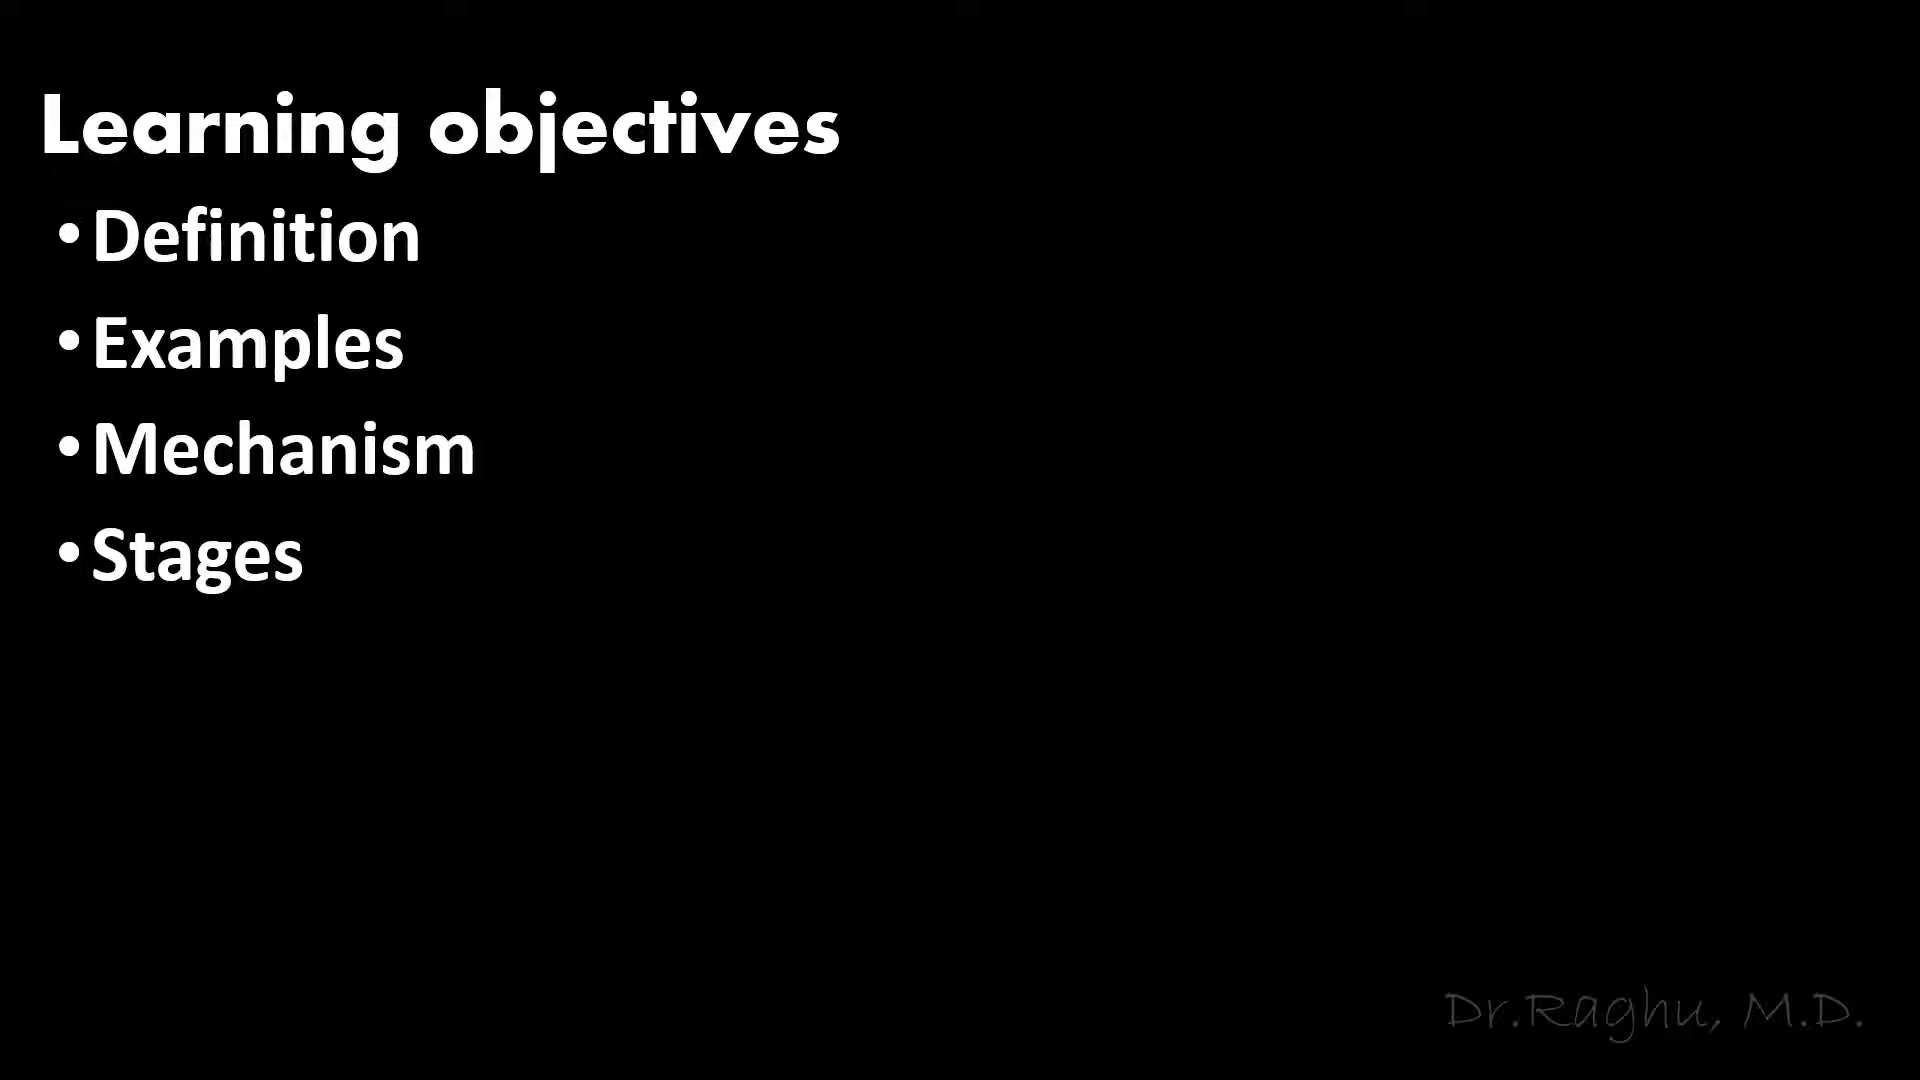 Learning objectives
• Definition
• Examples
• Mechanism
• Stages
Dr.Raghu, M.D.